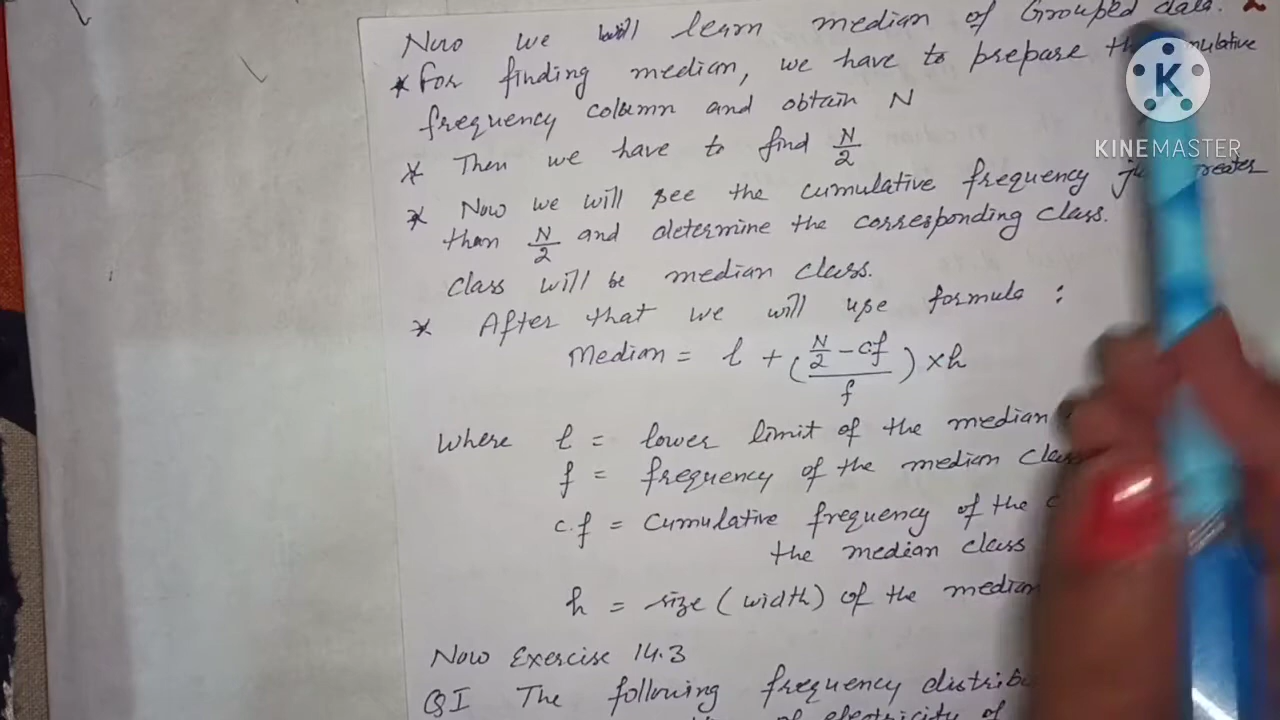 Now we will learn median of Grouped data.
* For finding median, we have to prepare
frequency column and obtain N
* Then we have to find N/2
* Now we will see the cumulative frequency
than N/2 and determine the corresponding class.
class will be median class.
* After that we will use formula :
Median = l + ( (N/2 - cf) / f ) × h
Where l = lower limit of the median
f = frequency of the median
c.f = Cumulative frequency of the
the median class
h = size (width) of the median
Now Exercise 14.3
Q1 The following frequency
of electricity of
K
KINEMASTER